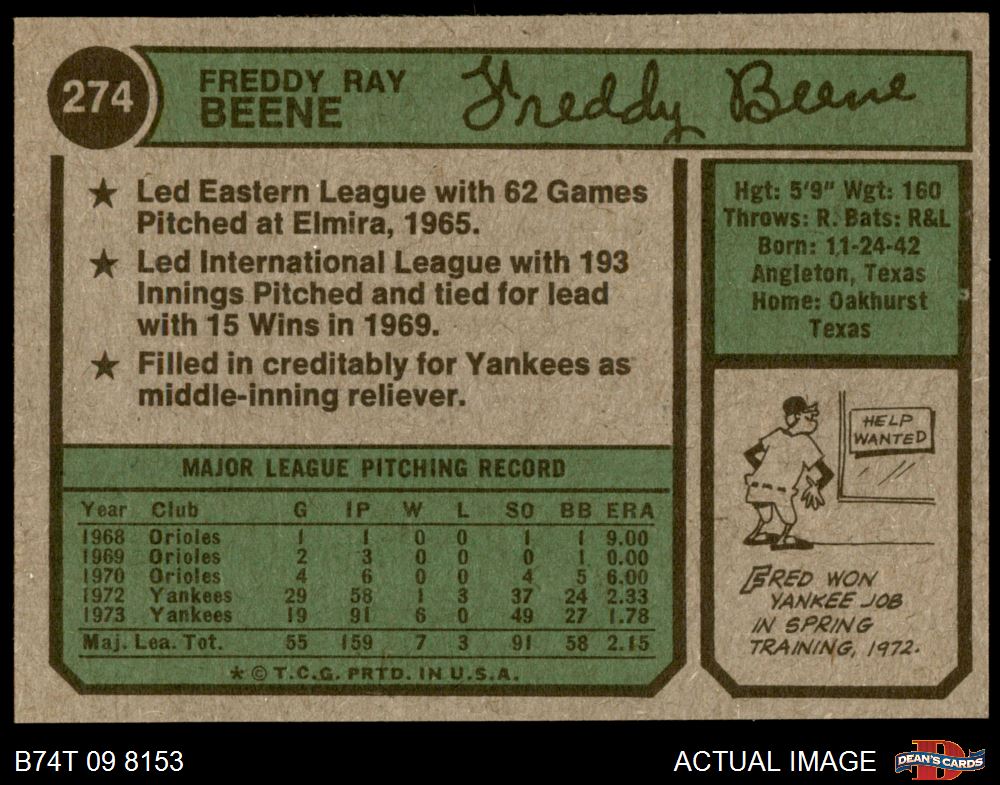 274
FREDDY RAY
BEENE
Freddy Beene
★ Led Eastern League with 62 Games
Pitched at Elmira, 1965.
★ Led International League with 193
Innings Pitched and tied for lead
with 15 Wins in 1969.
★ Filled in creditably for Yankees as
middle-inning reliever.
Hgt: 5'9" Wgt: 160
Throws: R. Bats: R&L
Born: 11-24-42
Angleton, Texas
Home: Oakhurst
Texas
HELP
WANTED
FRED WON
YANKEE JOB
IN SPRING
TRAINING, 1972.
MAJOR LEAGUE PITCHING RECORD
Year Club G IP W L SO BB ERA
1968 Orioles 1 1 0 0 1 1 9.00
1969 Orioles 2 3 0 0 0 1 0.00
1970 Orioles 4 6 0 0 4 5 6.00
1972 Yankees 29 58 1 3 37 24 2.33
1973 Yankees 19 91 6 0 49 27 1.78
Maj. Lea. Tot. 55 159 7 3 91 58 2.15
★ © T.C.G. PRTD. IN U.S.A.
B74T 09 8153
ACTUAL IMAGE
DEAN'S CARDS